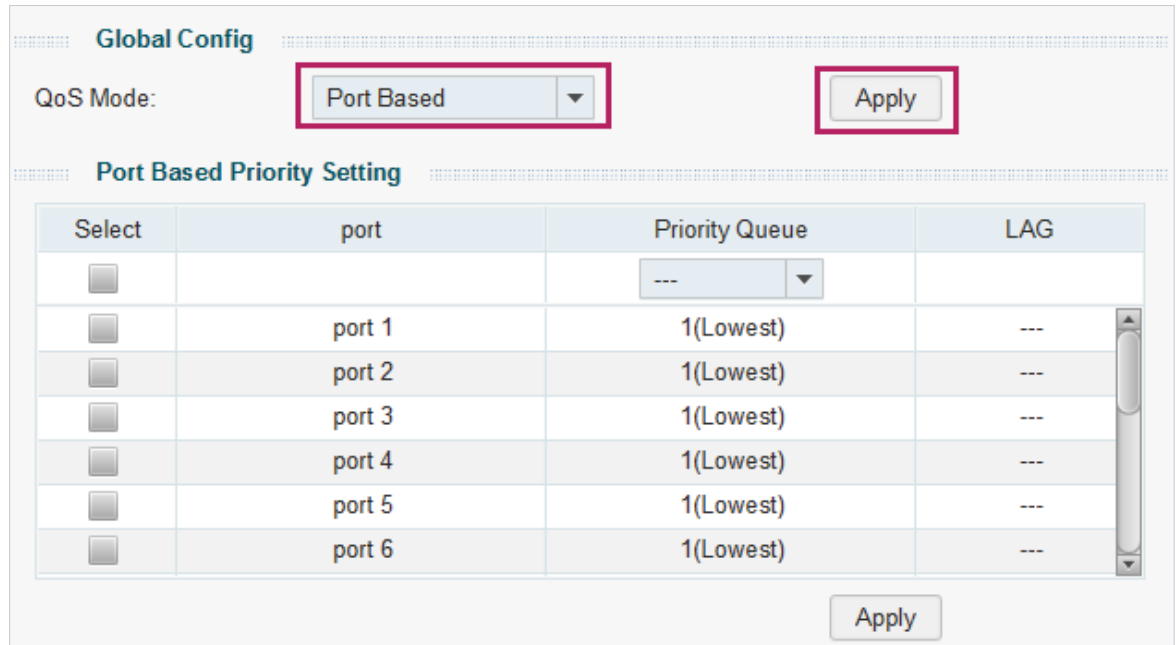 Global Config
QoS Mode: Port Based Apply
Port Based Priority Setting
Select port Priority Queue LAG
---
port 1 1(Lowest) ---
port 2 1(Lowest) ---
port 3 1(Lowest) ---
port 4 1(Lowest) ---
port 5 1(Lowest) ---
port 6 1(Lowest) ---
Apply